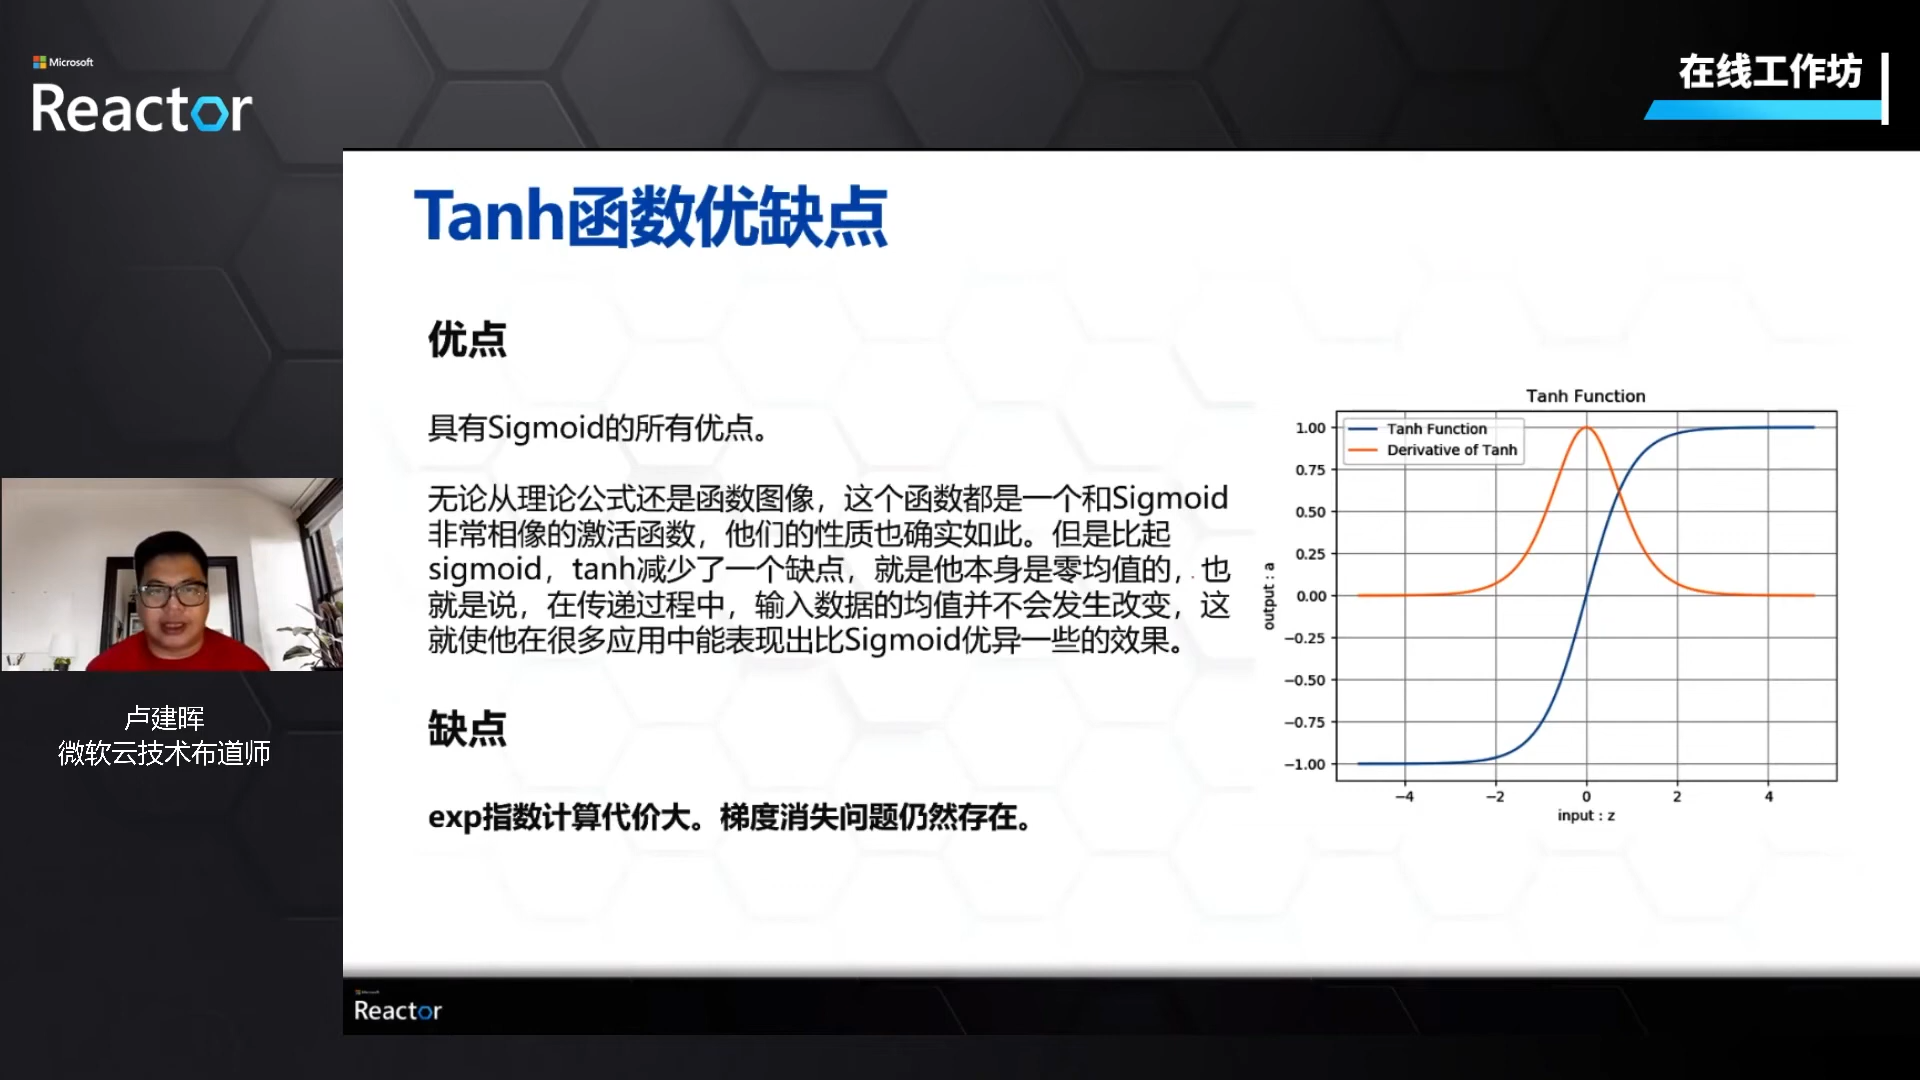 Microsoft
Reactor
在线工作坊
Tanh函数优缺点
优点
具有Sigmoid的所有优点。
无论从理论公式还是函数图像，这个函数都是一个和Sigmoid
非常相像的激活函数，他们的性质也确实如此。但是比起
sigmoid，tanh减少了一个缺点，就是他本身是零均值的，也
就是说，在传递过程中，输入数据的均值并不会发生改变，这
就使他在很多应用中能表现出比Sigmoid优异一些的效果。
缺点
exp指数计算代价大。梯度消失问题仍然存在。
Tanh Function
Tanh Function
Derivative of Tanh
1.00
0.75
0.50
0.25
0.00
−0.25
−0.50
−0.75
−1.00
output : a
−4 −2 0 2 4
input : z
卢建晖
微软云技术布道师
Microsoft
Reactor